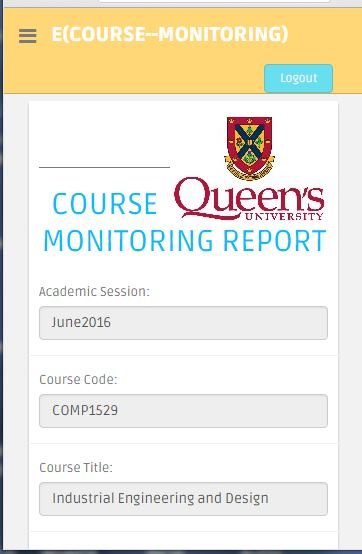 E(COURSE--MONITORING)
Logout
Queen's
UNIVERSITY
COURSE
MONITORING REPORT
Academic Session:
June2016
Course Code:
COMP1529
Course Title:
Industrial Engineering and Design